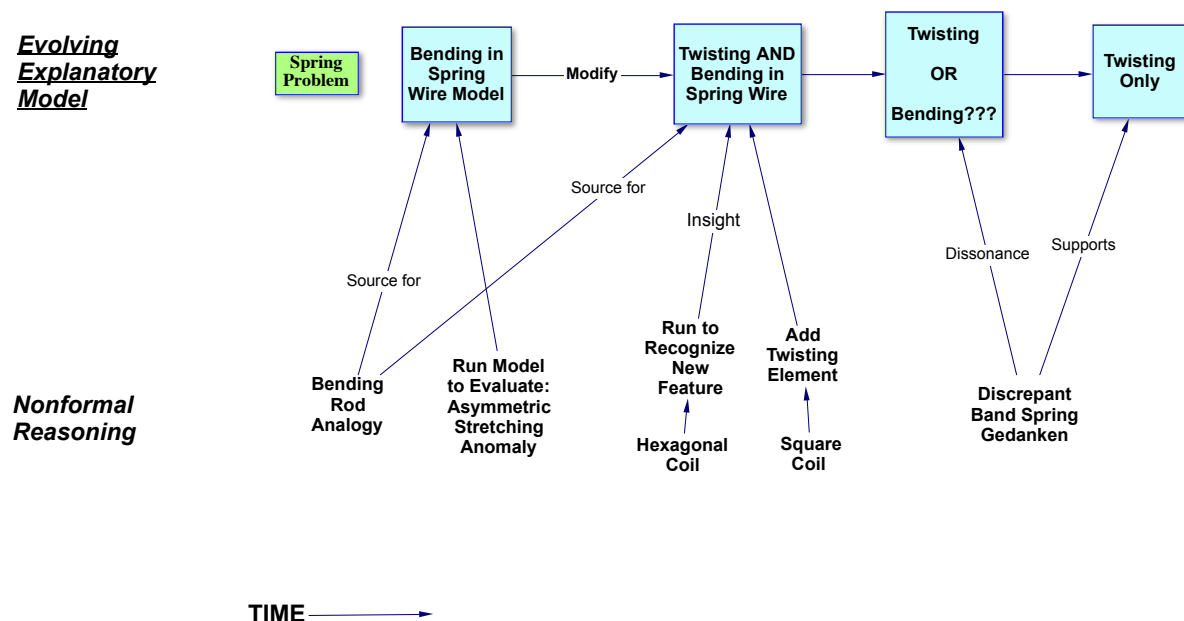 Evolving
Explanatory
Model
Spring
Problem
Bending in
Spring
Wire Model
Modify
Twisting AND
Bending in
Spring Wire
Twisting
OR
Bending???
Twisting
Only
Source for
Source for
Insight
Dissonance
Supports
Nonformal
Reasoning
Bending
Rod
Analogy
Run Model
to Evaluate:
Asymmetric
Stretching
Anomaly
Run to
Recognize
New
Feature
Hexagonal
Coil
Add
Twisting
Element
Square
Coil
Discrepant
Band Spring
Gedanken
TIME